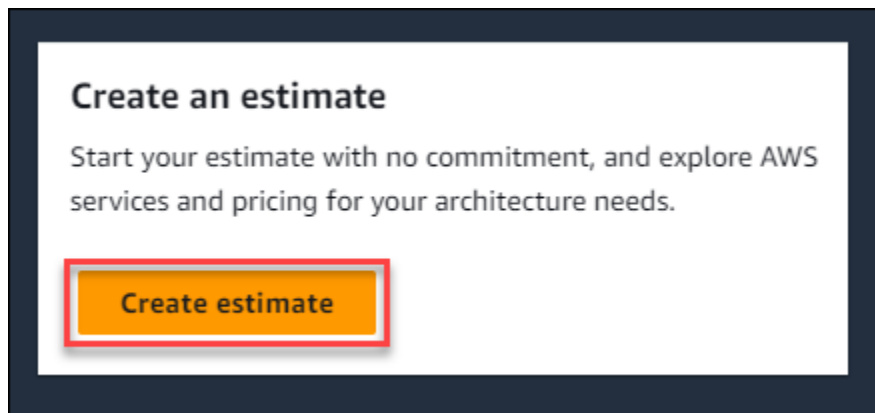 Create an estimate
Start your estimate with no commitment, and explore AWS
services and pricing for your architecture needs.
Create estimate